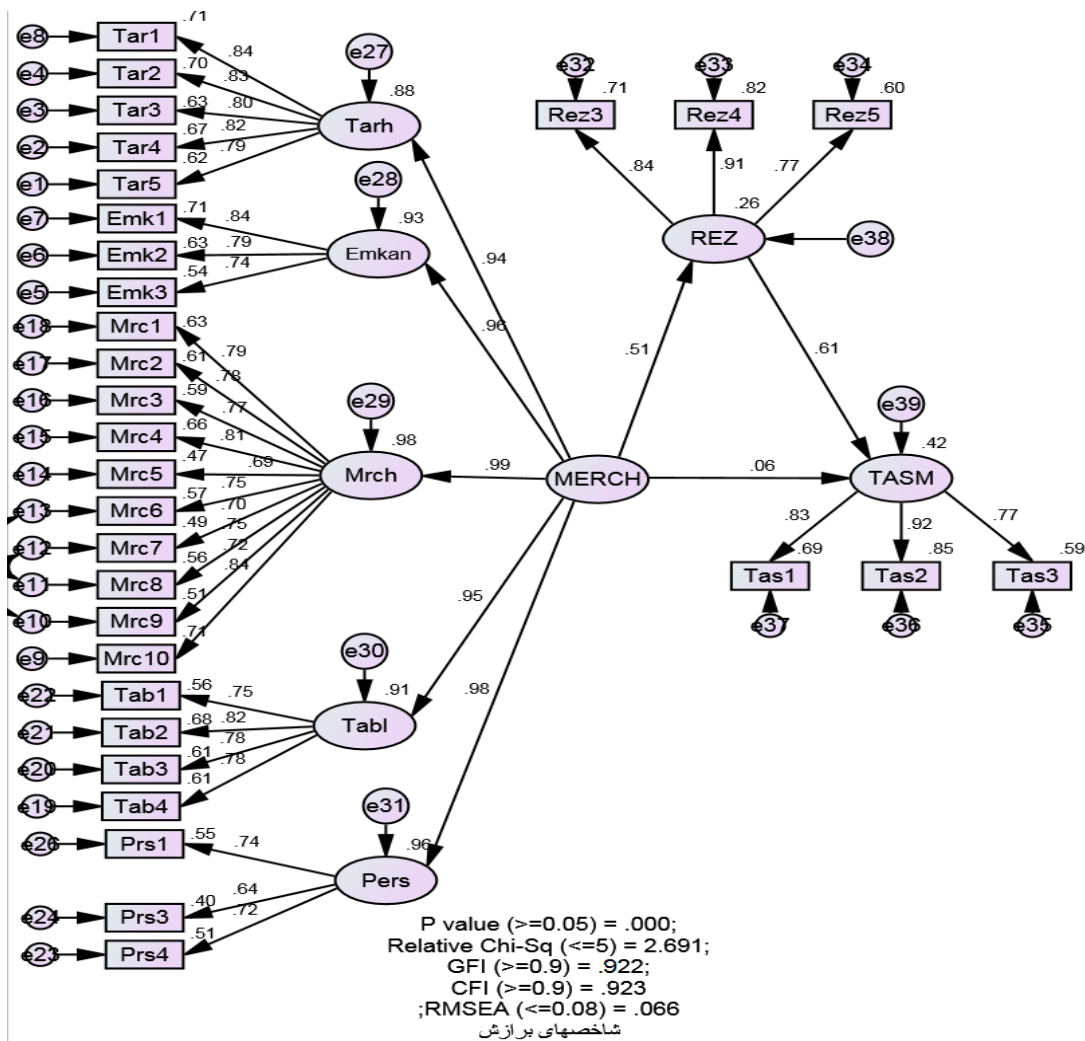 e8 Tar1 .71
e4 Tar2 .70 .84
e3 Tar3 .63 .83
e2 Tar4 .67 .80
e1 Tar5 .62 .82
.79
e27
Tarh .88
e7 Emk1 .71 .84
e6 Emk2 .63 .79
e5 Emk3 .54 .74
e28
Emkan .93
e18 Mrc1 .63 .79
e17 Mrc2 .61 .78
e16 Mrc3 .59 .77
e15 Mrc4 .66 .81
e14 Mrc5 .47 .69
e13 Mrc6 .57 .75
e12 Mrc7 .49 .70
e11 Mrc8 .56 .75
e10 Mrc9 .51 .72
e9 Mrc10 .71 .84
e29
Mrch .98
e22 Tab1 .56 .75
e21 Tab2 .68 .82
e20 Tab3 .61 .78
e19 Tab4 .61 .78
e30
Tabl .91
e26 Prs1 .55 .74
e24 Prs3 .40 .64
e23 Prs4 .51 .72
e31
Pers .96
.94
.96
.99
.95
.98
MERCH
.51
.06
.61
e32 e33 e34
.71 .82 .60
Rez3 Rez4 Rez5
.84 .91 .77
.26
REZ e38
e39
.42
TASM
.83 .92 .77
.69 .85 .59
Tas1 Tas2 Tas3
e37 e36 e35
P value (>=0.05) = .000;
Relative Chi-Sq (<=5) = 2.691;
GFI (>=0.9) = .922;
CFI (>=0.9) = .923
;RMSEA (<=0.08) = .066
شاخصهای برازش